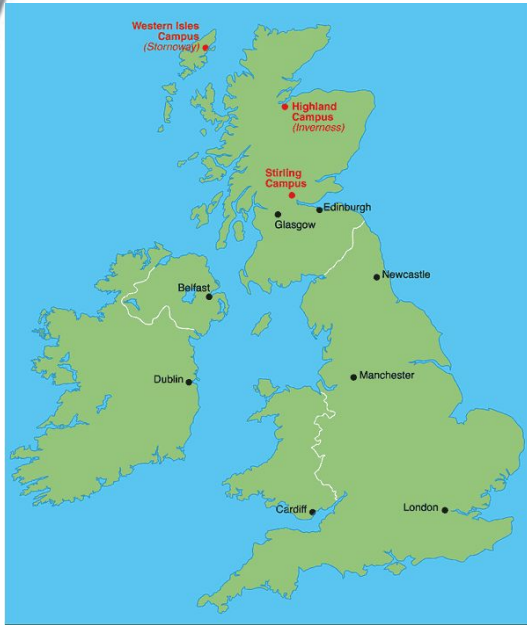 Western Isles
Campus
(Stornoway)
Highland
Campus
(Inverness)
Stirling
Campus
Edinburgh
Glasgow
Newcastle
Belfast
Dublin
Manchester
Cardiff
London